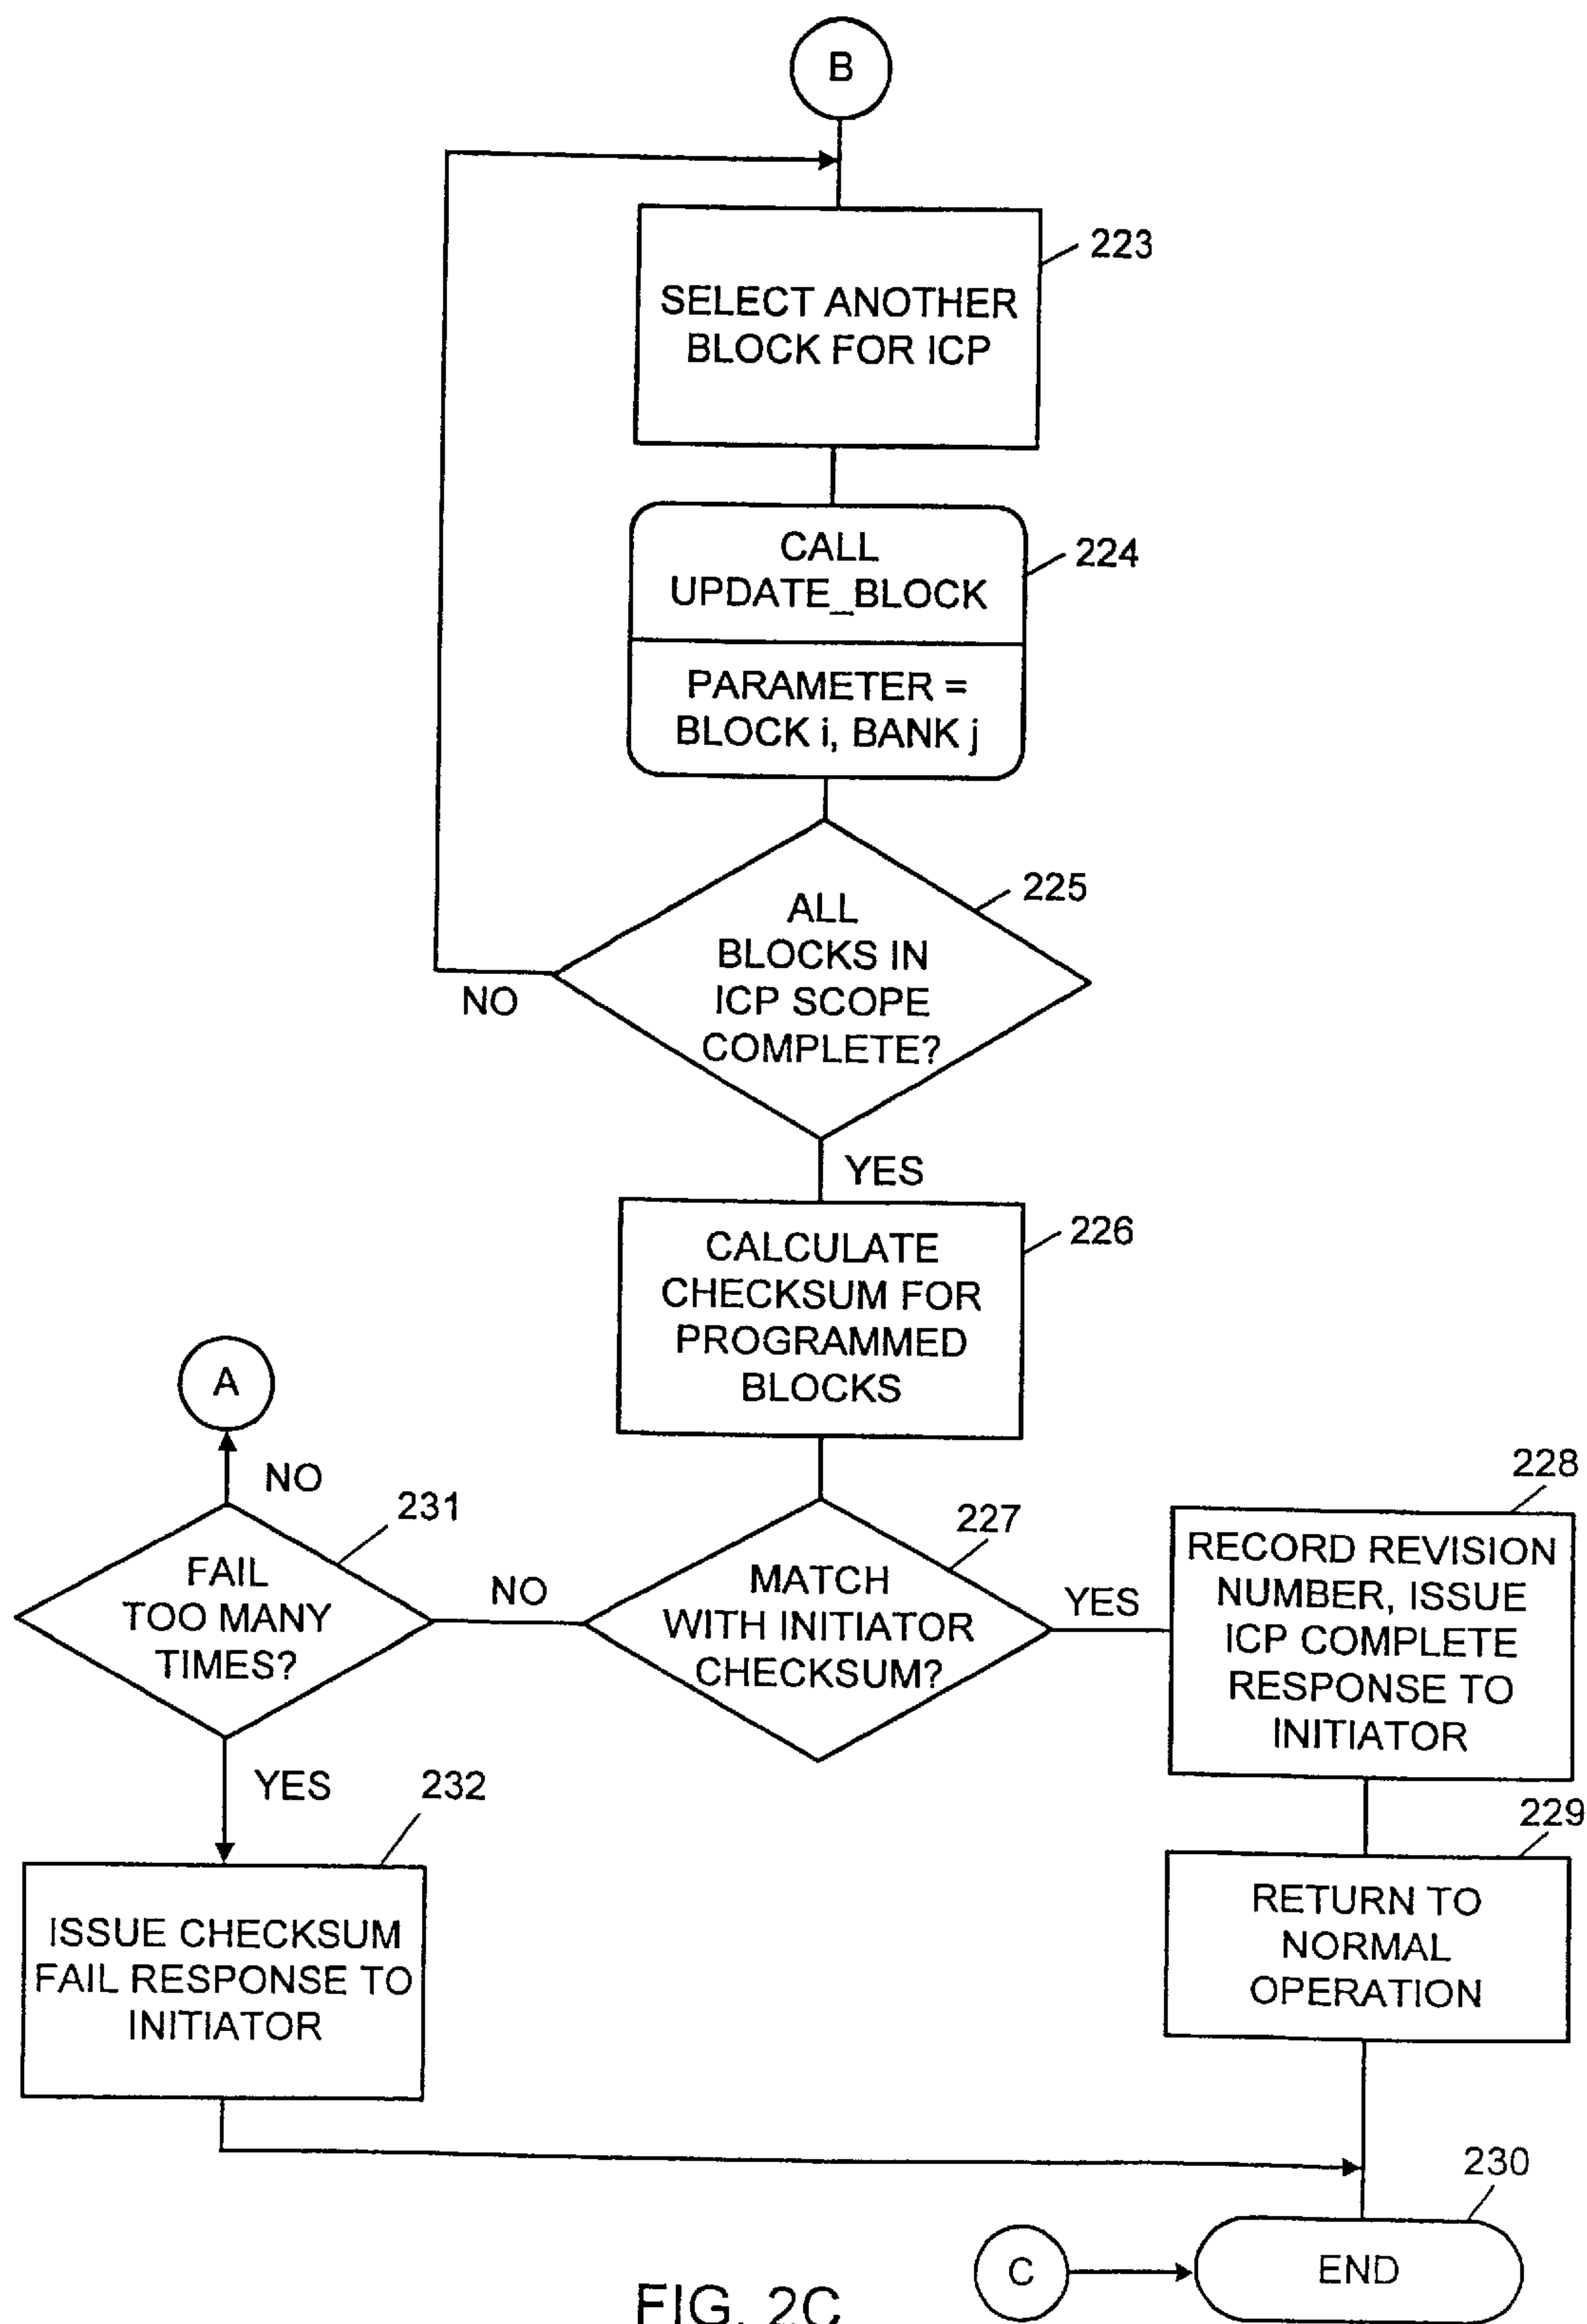 B
223
SELECT ANOTHER
BLOCK FOR ICP
CALL
UPDATE_BLOCK
224
PARAMETER =
BLOCK i, BANK j
225
ALL
BLOCKS IN
ICP SCOPE
COMPLETE?
NO
YES
226
CALCULATE
CHECKSUM FOR
PROGRAMMED
BLOCKS
A
NO
231
FAIL
TOO MANY
TIMES?
NO
227
MATCH
WITH INITIATOR
CHECKSUM?
YES
228
RECORD REVISION
NUMBER, ISSUE
ICP COMPLETE
RESPONSE TO
INITIATOR
YES
232
ISSUE CHECKSUM
FAIL RESPONSE TO
INITIATOR
229
RETURN TO
NORMAL
OPERATION
230
C
END
FIG. 2C